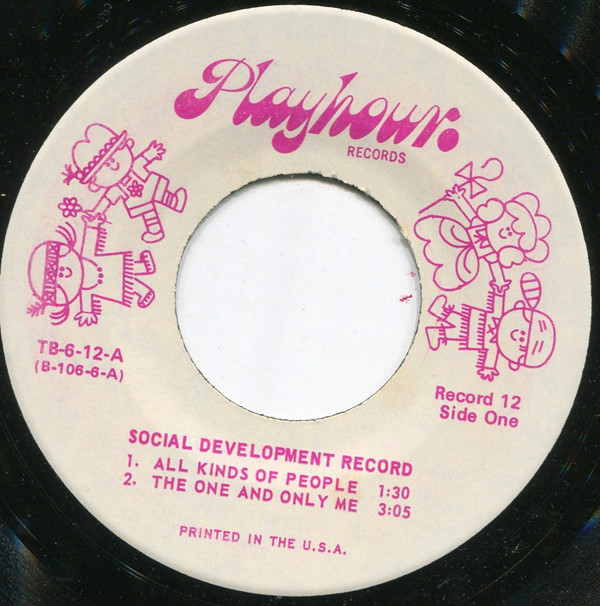 Playhour
RECORDS
TB-6-12-A
(B-106-6-A)
Record 12
Side One
SOCIAL DEVELOPMENT RECORD
1. ALL KINDS OF PEOPLE 1:30
2. THE ONE AND ONLY ME 3:05
PRINTED IN THE U.S.A.